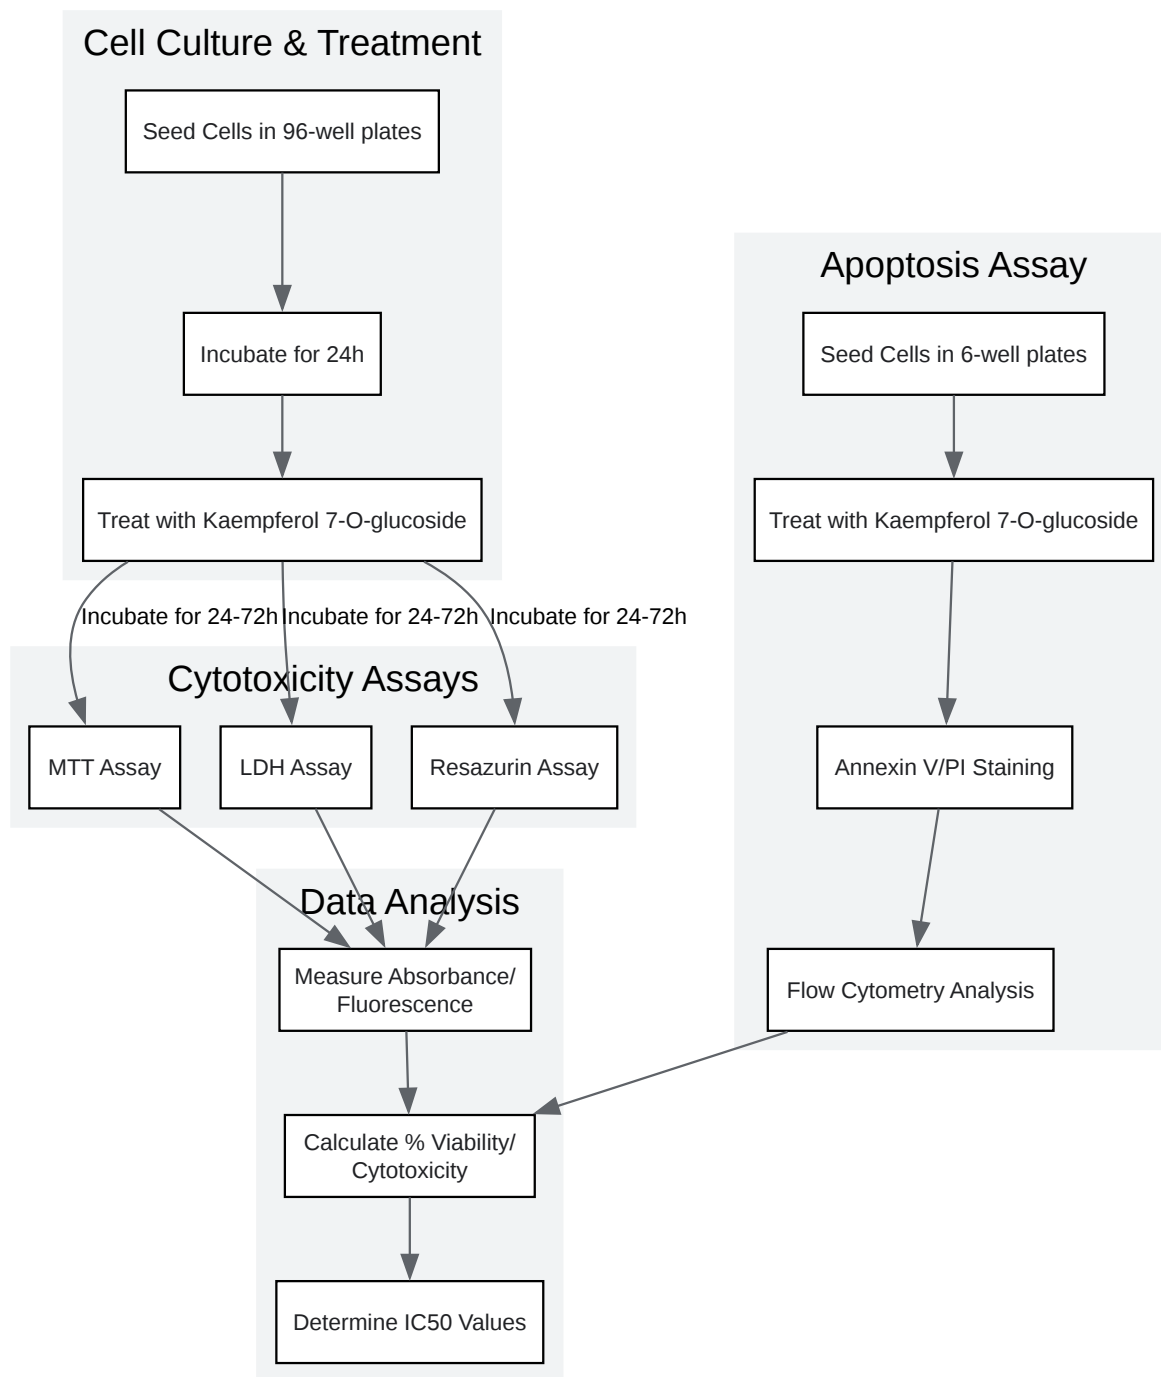 Cell Culture & Treatment
Seed Cells in 96-well plates
Incubate for 24h
Treat with Kaempferol 7-O-glucoside
Incubate for 24-72h
Incubate for 24-72h
Incubate for 24-72h
Cytotoxicity Assays
MTT Assay
LDH Assay
Resazurin Assay
Data Analysis
Measure Absorbance/
Fluorescence
Calculate % Viability/
Cytotoxicity
Determine IC50 Values
Apoptosis Assay
Seed Cells in 6-well plates
Treat with Kaempferol 7-O-glucoside
Annexin V/PI Staining
Flow Cytometry Analysis